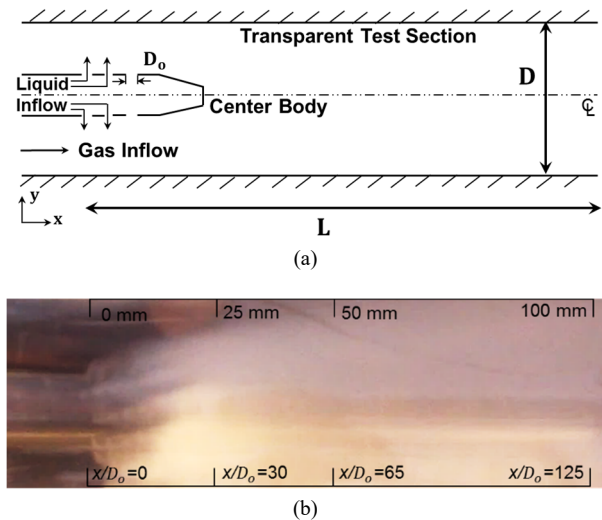 Transparent Test Section
Dₒ
Liquid
Inflow
D
℄
Center Body
Gas Inflow
y
x
L
(a)
0 mm 25 mm 50 mm 100 mm
x/Dₒ=0 x/Dₒ=30 x/Dₒ=65 x/Dₒ=125
(b)